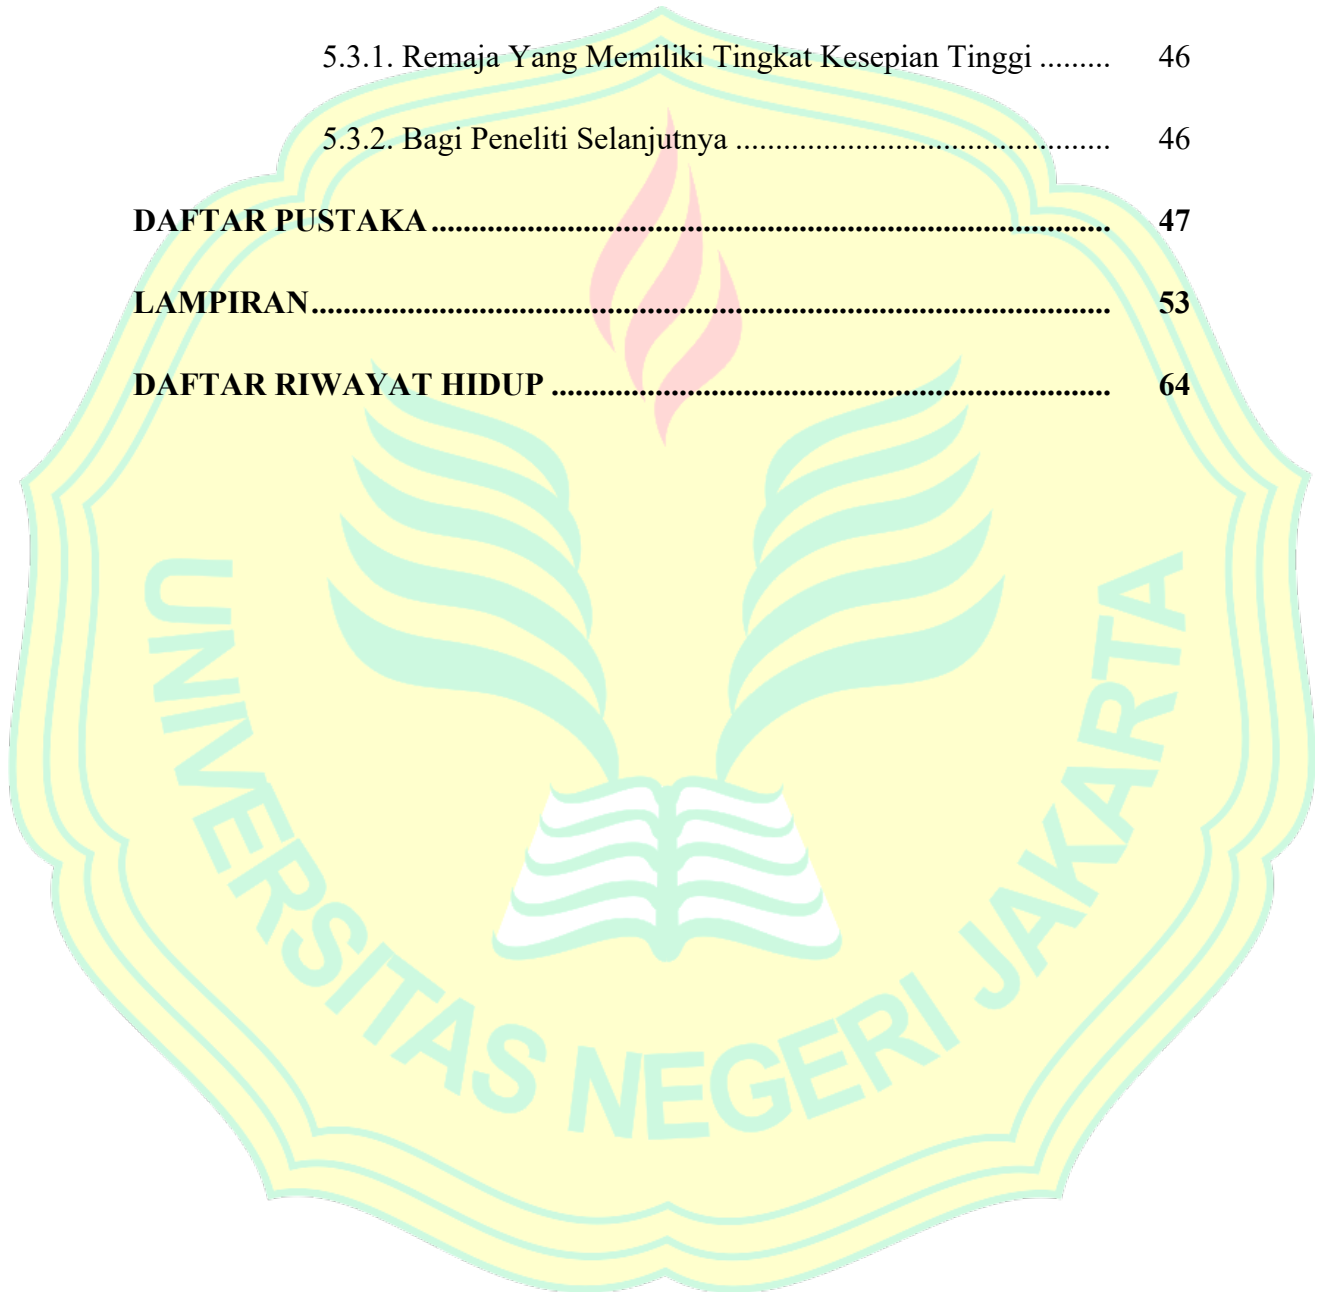 5.3.1. Remaja Yang Memiliki Tingkat Kesepian Tinggi ......... 46
5.3.2. Bagi Peneliti Selanjutnya ............................................... 46
DAFTAR PUSTAKA ..................................................................................... 47
LAMPIRAN.................................................................................................... 53
DAFTAR RIWAYAT HIDUP ...................................................................... 64
UNIVERSITAS NEGERI JAKARTA